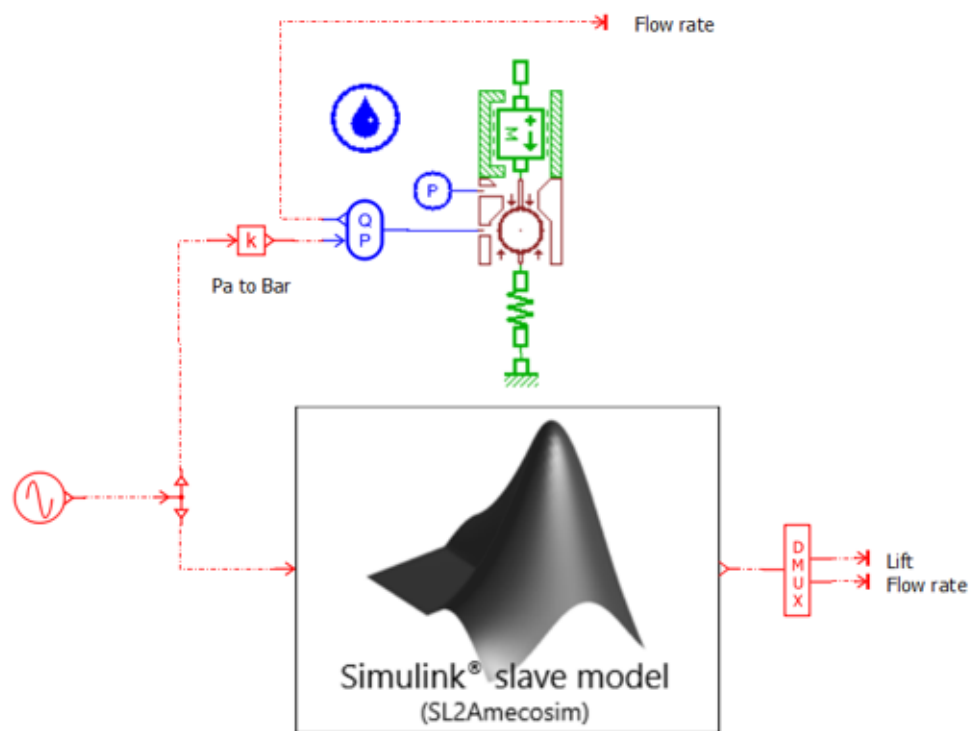 Flow rate
M
P
Q
P
k
Pa to Bar
Simulink® slave model
(SL2Amecosim)
D
M
U
X
Lift
Flow rate